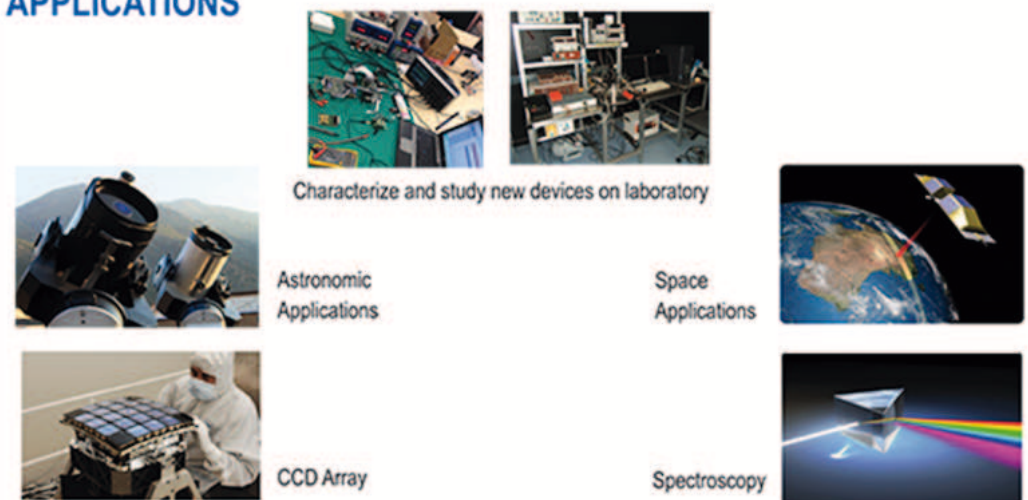 APPLICATIONS
Characterize and study new devices on laboratory
Astronomic
Applications
Space
Applications
CCD Array
Spectroscopy